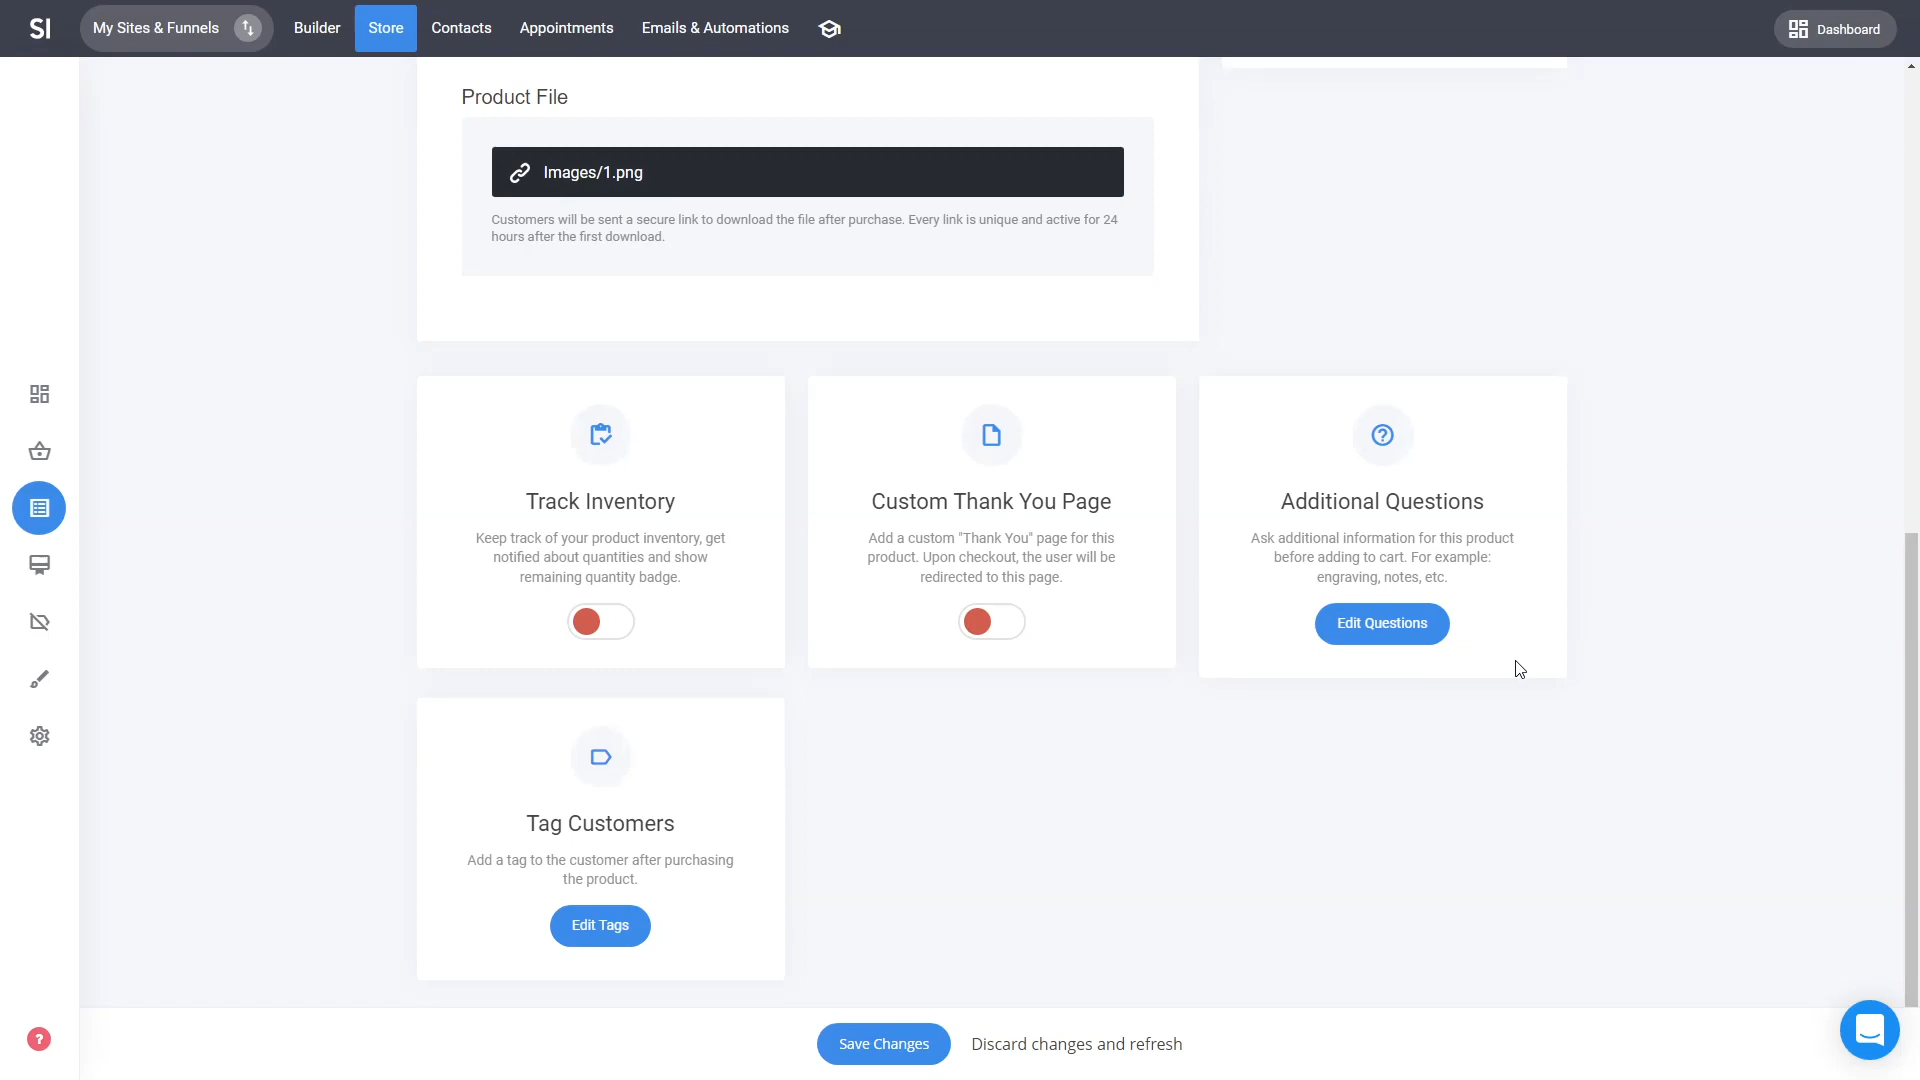 SI
My Sites & Funnels
Builder
Store
Contacts
Appointments
Emails & Automations
Dashboard
Product File
Images/1.png
Customers will be sent a secure link to download the file after purchase. Every link is unique and active for 24
hours after the first download.
Track Inventory
Keep track of your product inventory, get
notified about quantities and show
remaining quantity badge.
Custom Thank You Page
Add a custom "Thank You" page for this
product. Upon checkout, the user will be
redirected to this page.
Additional Questions
Ask additional information for this product
before adding to cart. For example:
engraving, notes, etc.
Edit Questions
Tag Customers
Add a tag to the customer after purchasing
the product.
Edit Tags
?
Save Changes
Discard changes and refresh